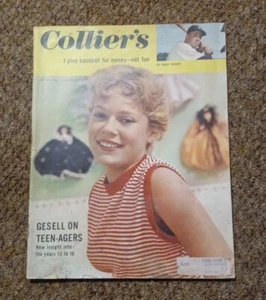 Collier's
I play baseball for money—not fun
GESELL ON
TEEN-AGERS
New insight into
the years 10 to 16